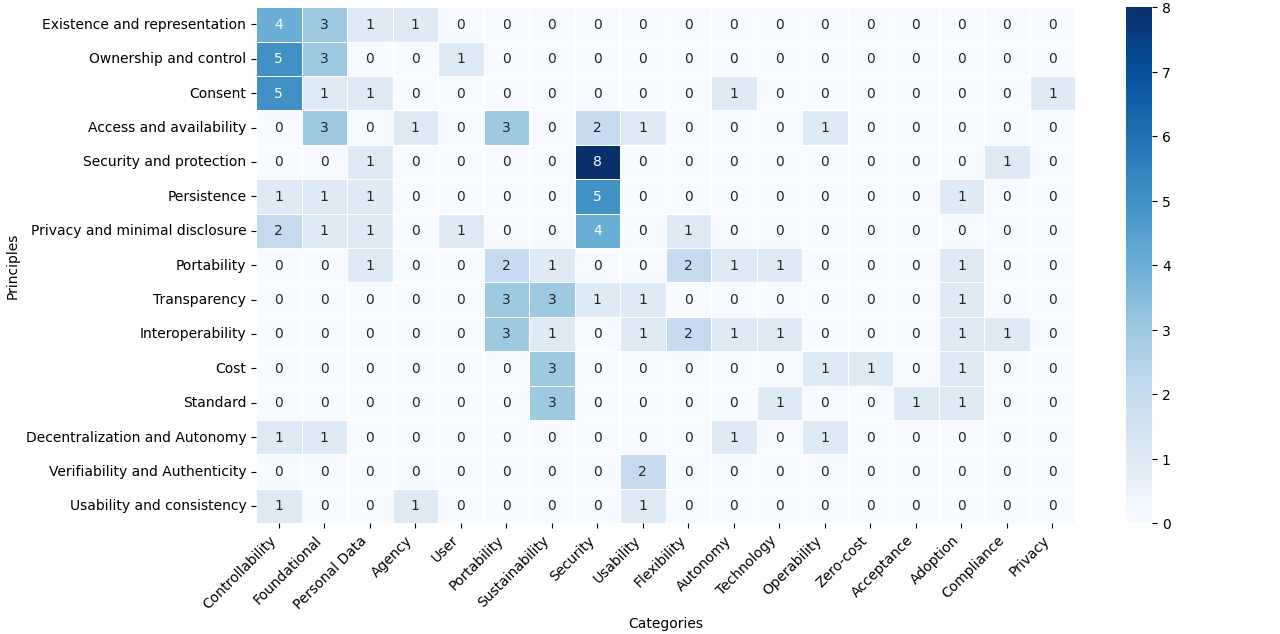 Principles
Existence and representation 4 3 1 1 0 0 0 0 0 0 0 0 0 0 0 0 0 0
Ownership and control 5 3 0 0 1 0 0 0 0 0 0 0 0 0 0 0 0 0
Consent 5 1 1 0 0 0 0 0 0 0 1 0 0 0 0 0 0 1
Access and availability 0 3 0 1 0 3 0 2 1 0 0 0 1 0 0 0 0 0
Security and protection 0 0 1 0 0 0 0 8 0 0 0 0 0 0 0 0 1 0
Persistence 1 1 1 0 0 0 0 5 0 0 0 0 0 0 0 1 0 0
Privacy and minimal disclosure 2 1 1 0 1 0 0 4 0 1 0 0 0 0 0 0 0 0
Portability 0 0 1 0 0 2 1 0 0 2 1 1 0 0 0 1 0 0
Transparency 0 0 0 0 0 3 3 1 1 0 0 0 0 0 0 1 0 0
Interoperability 0 0 0 0 0 3 1 0 1 2 1 1 0 0 0 1 1 0
Cost 0 0 0 0 0 0 3 0 0 0 0 0 1 1 0 1 0 0
Standard 0 0 0 0 0 0 3 0 0 0 0 1 0 0 1 1 0 0
Decentralization and Autonomy 1 1 0 0 0 0 0 0 0 0 1 0 1 0 0 0 0 0
Verifiability and Authenticity 0 0 0 0 0 0 0 0 2 0 0 0 0 0 0 0 0 0
Usability and consistency 1 0 0 1 0 0 0 0 1 0 0 0 0 0 0 0 0 0
Controllability
Foundational
Personal Data
Agency
User
Portability
Sustainability
Security
Usability
Flexibility
Autonomy
Technology
Operability
Zero-cost
Acceptance
Adoption
Compliance
Privacy
Categories
8
7
6
5
4
3
2
1
0